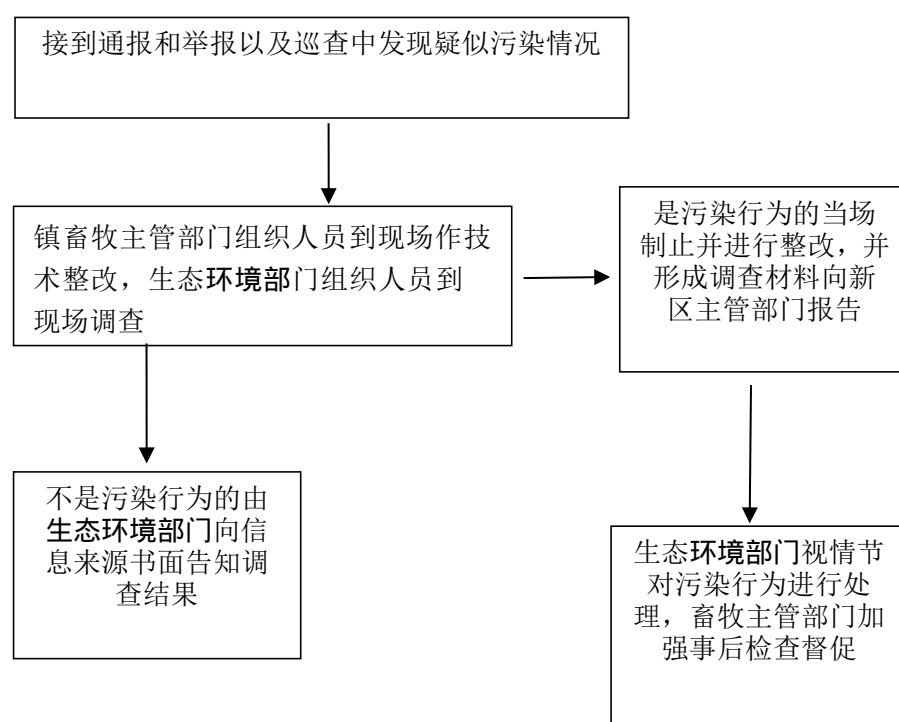 接到通报和举报以及巡查中发现疑似污染情况
镇畜牧主管部门组织人员到现场作技
术整改，生态环境部门组织人员到
现场调查
是污染行为的当场
制止并进行整改，并
形成调查材料向新
区主管部门报告
不是污染行为的由
生态环境部门向信
息来源书面告知调
查结果
生态环境部门视情节
对污染行为进行处
理，畜牧主管部门加
强事后检查督促